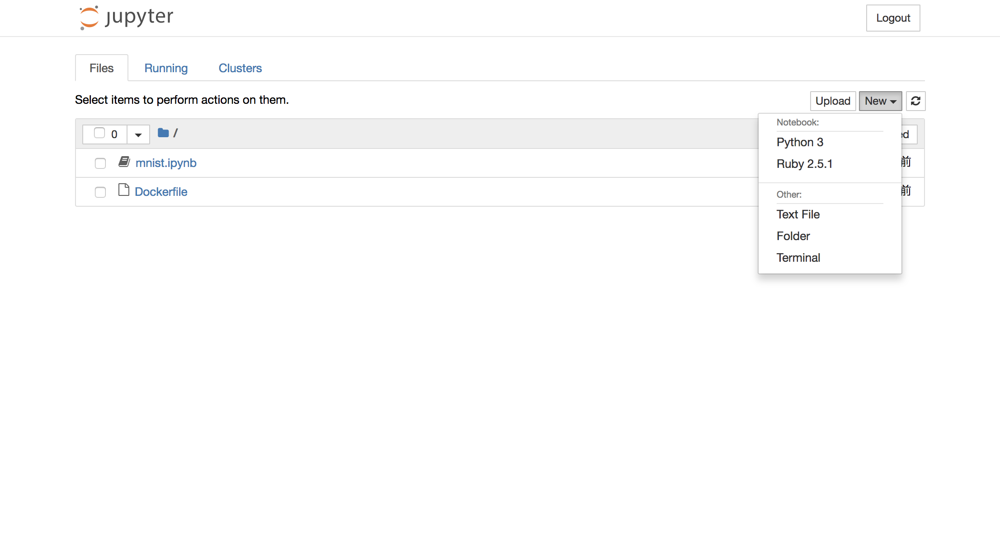 jupyter
Logout
Files Running Clusters
Select items to perform actions on them.
Upload New
0 /
Notebook:
Python 3
Ruby 2.5.1
mnist.ipynb 前
Dockerfile 前
Other:
Text File
Folder
Terminal